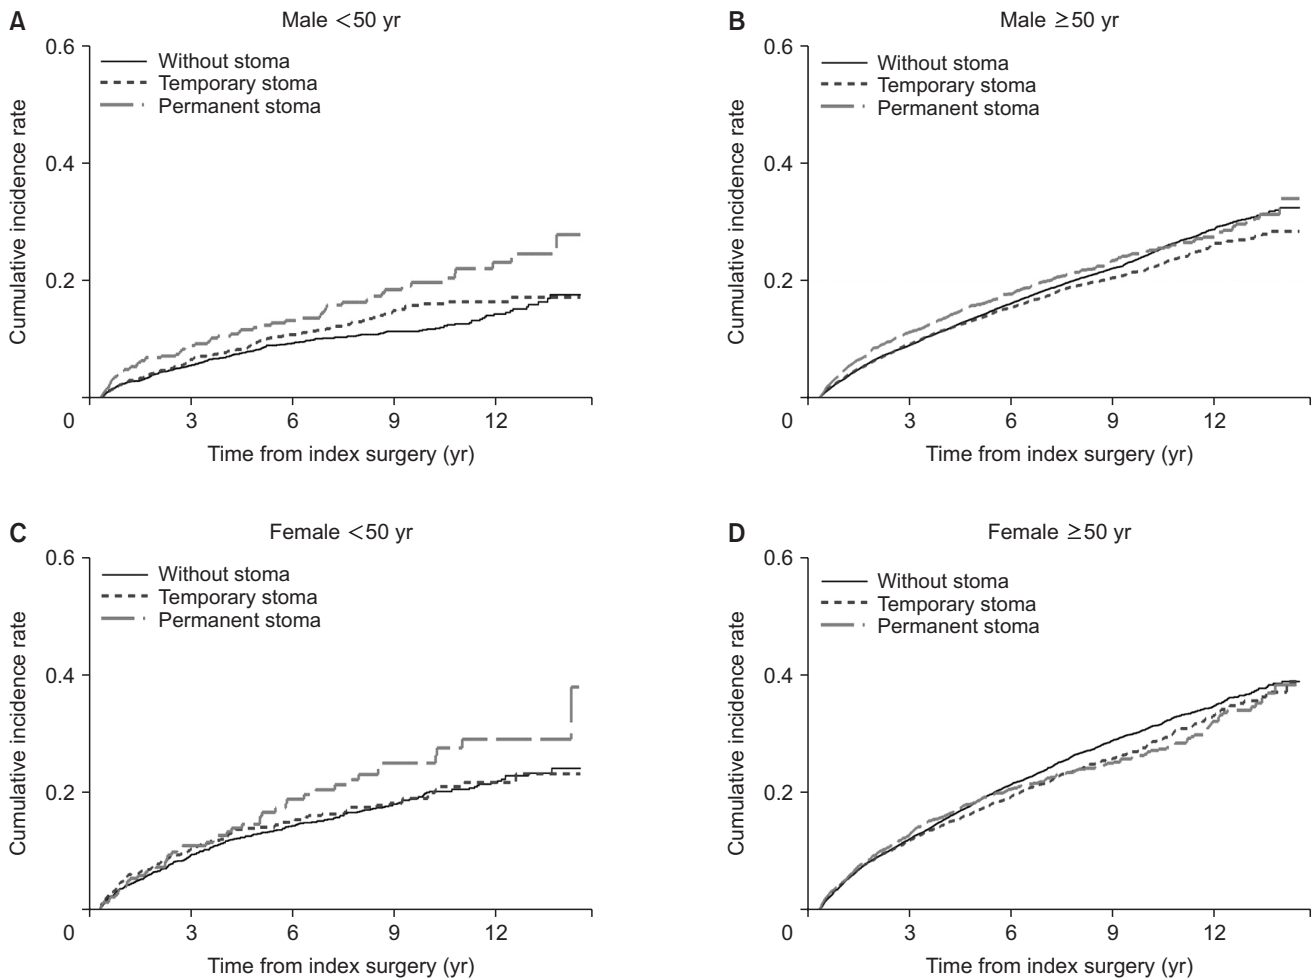 A
Male <50 yr
0.6
Without stoma
Temporary stoma
Permanent stoma
0.4
0.2
Cumulative incidence rate
0
3
6
9
12
Time from index surgery (yr)
B
Male ≥50 yr
0.6
Without stoma
Temporary stoma
Permanent stoma
0.4
0.2
Cumulative incidence rate
0
3
6
9
12
Time from index surgery (yr)
C
Female <50 yr
0.6
Without stoma
Temporary stoma
Permanent stoma
0.4
0.2
Cumulative incidence rate
0
3
6
9
12
Time from index surgery (yr)
D
Female ≥50 yr
0.6
Without stoma
Temporary stoma
Permanent stoma
0.4
0.2
Cumulative incidence rate
0
3
6
9
12
Time from index surgery (yr)